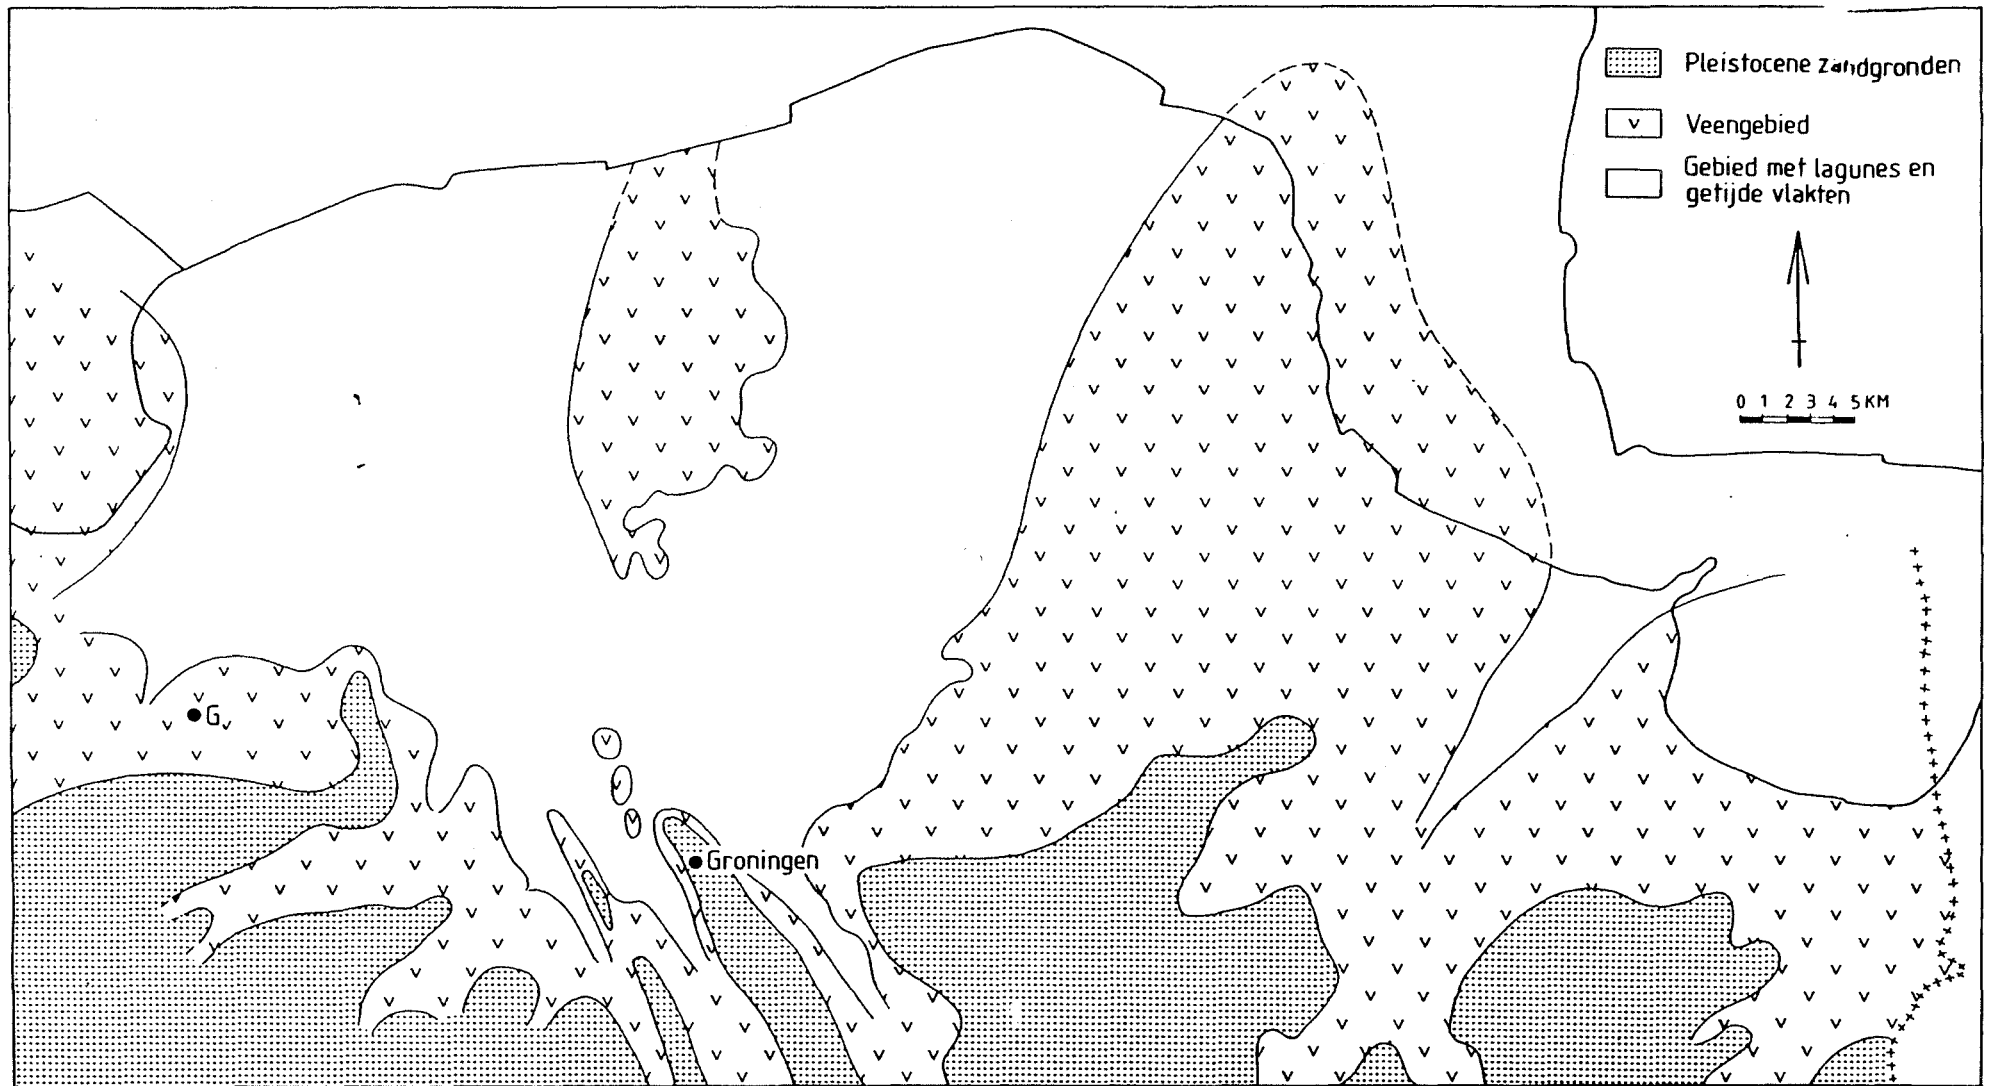 Pleistocene zandgronden
Veengebied
Gebied met lagunes en
getijde vlakten
0 1 2 3 4 5 KM
G.
Groningen